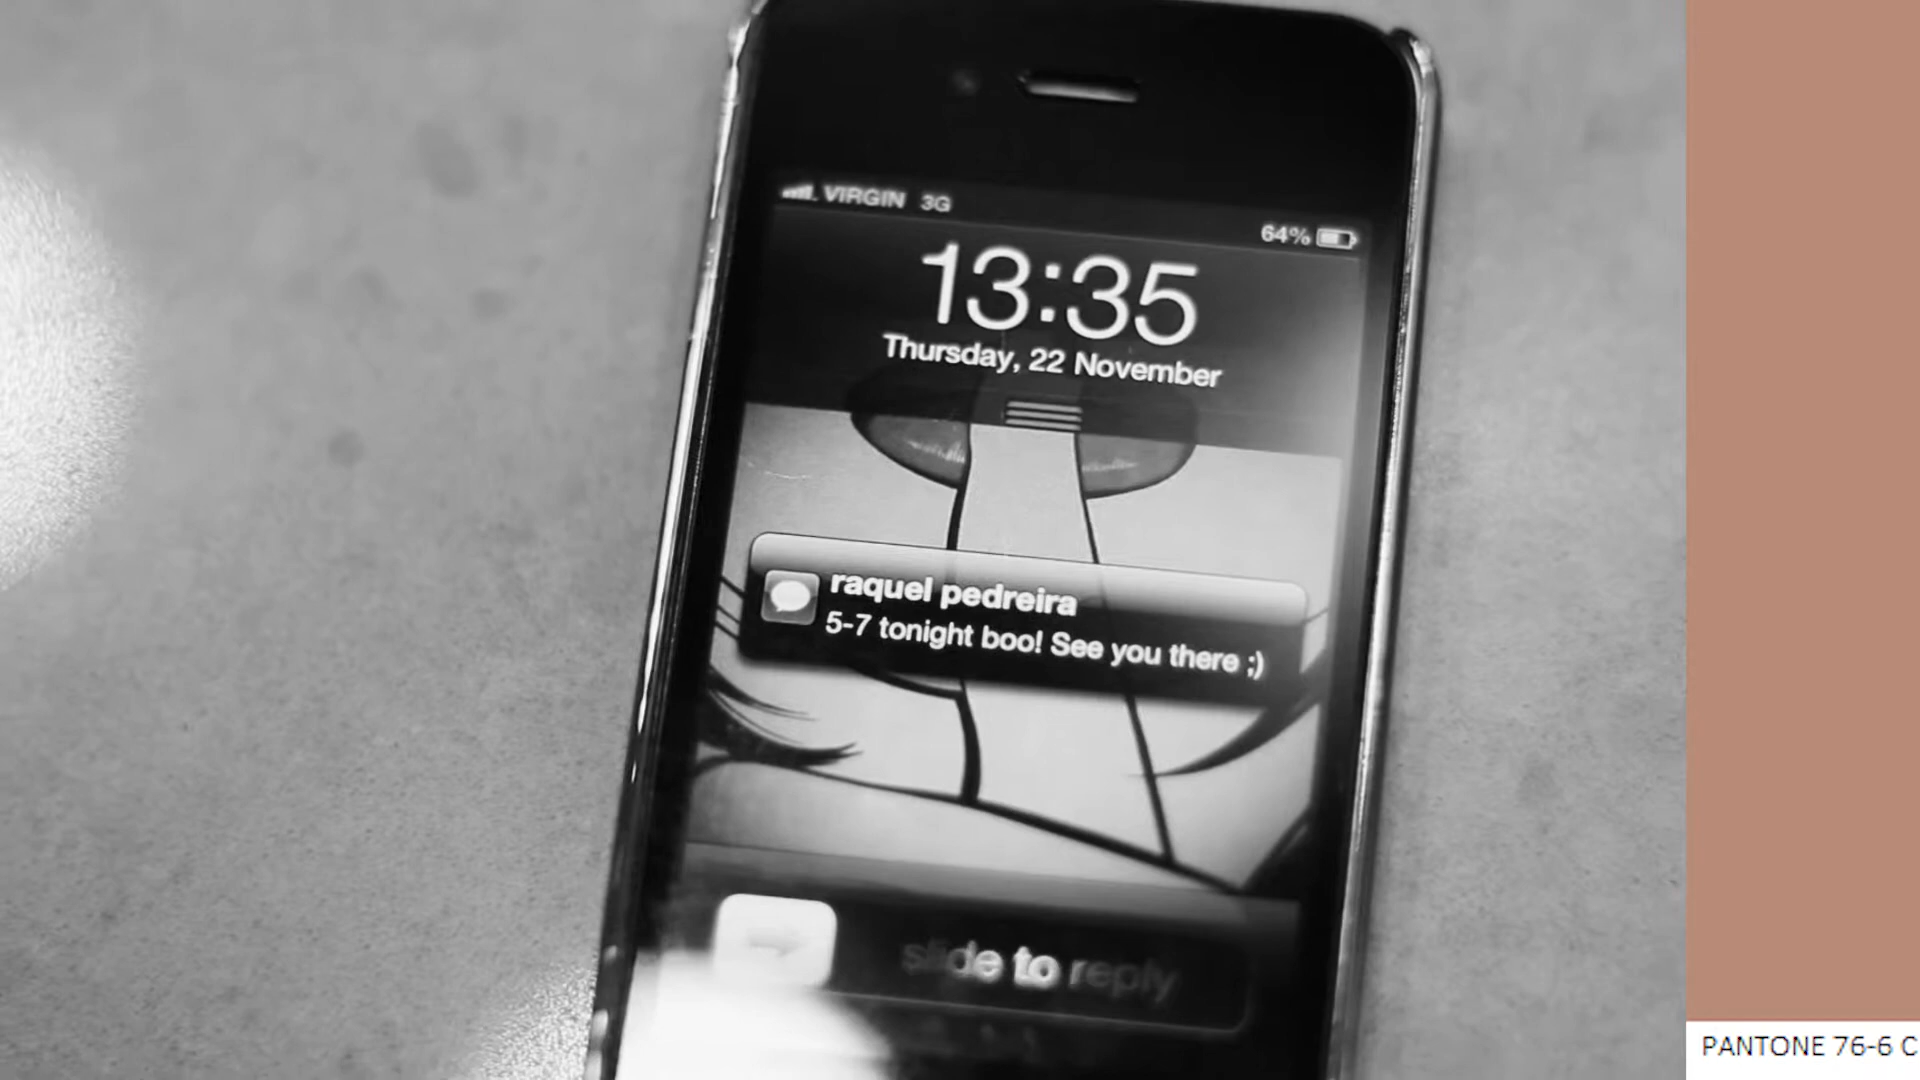 VIRGIN 3G
64%
13:35
Thursday, 22 November
raquel pedreira
5-7 tonight boo! See you there ;)
slide to reply
PANTONE 76-6 C